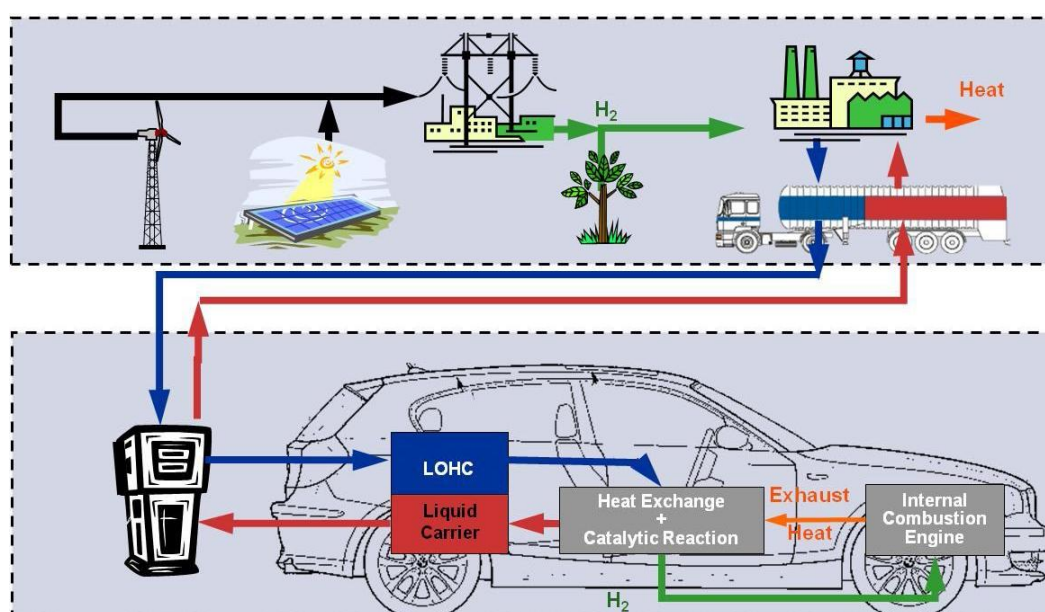 H2
Heat
LOHC
Liquid
Carrier
Heat Exchange
+
Catalytic Reaction
Exhaust
Heat
Internal
Combustion
Engine
H2